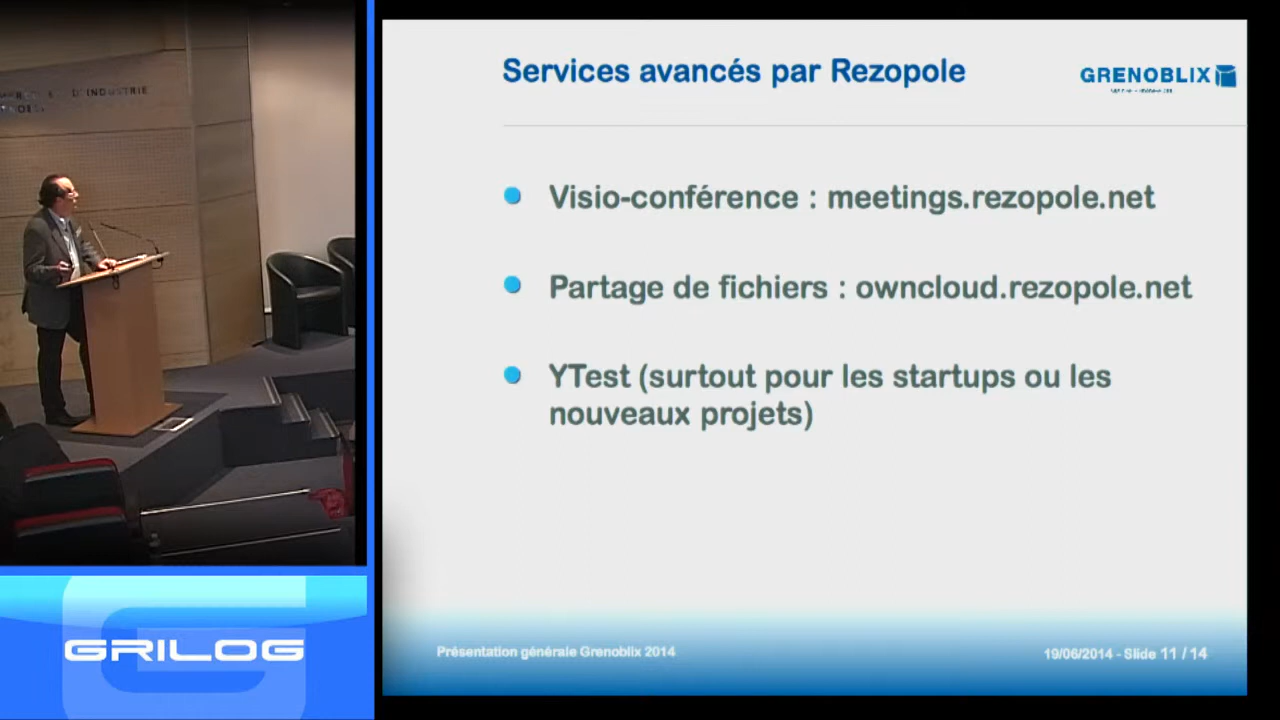 D'INDUSTRIE
Services avancés par Rezopole
GRENOBLIX
Visio-conférence : meetings.rezopole.net
Partage de fichiers : owncloud.rezopole.net
YTest (surtout pour les startups ou les
nouveaux projets)
Présentation générale Grenoblix 2014
19/06/2014 - Slide 11 / 14
GRILOG